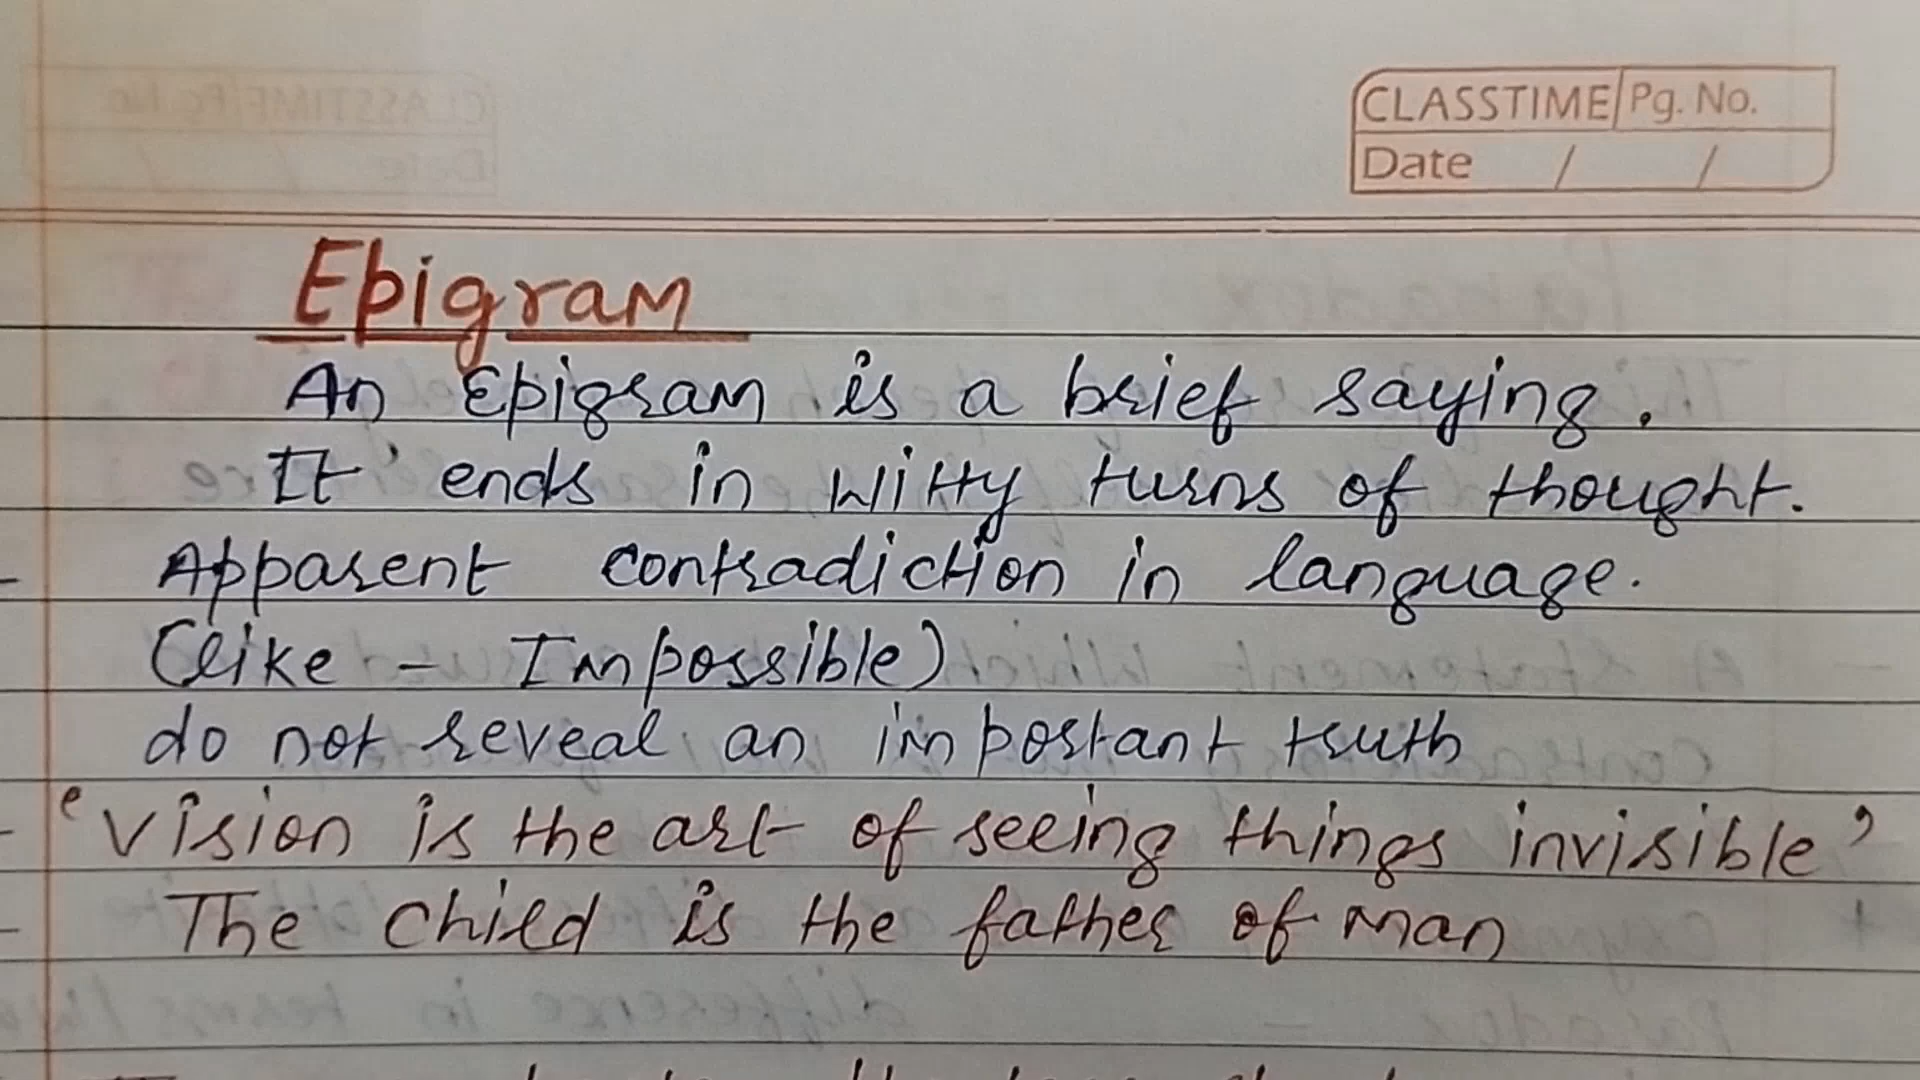 CLASSTIME Pg. No.
Date / /
Epigram
An Epigram is a brief saying.
It ends in witty turns of thought.
- Apparent contradiction in language.
(like - Impossible)
do not reveal an important truth
- 'Vision is the art of seeing things invisible'
- The Child is the father of man